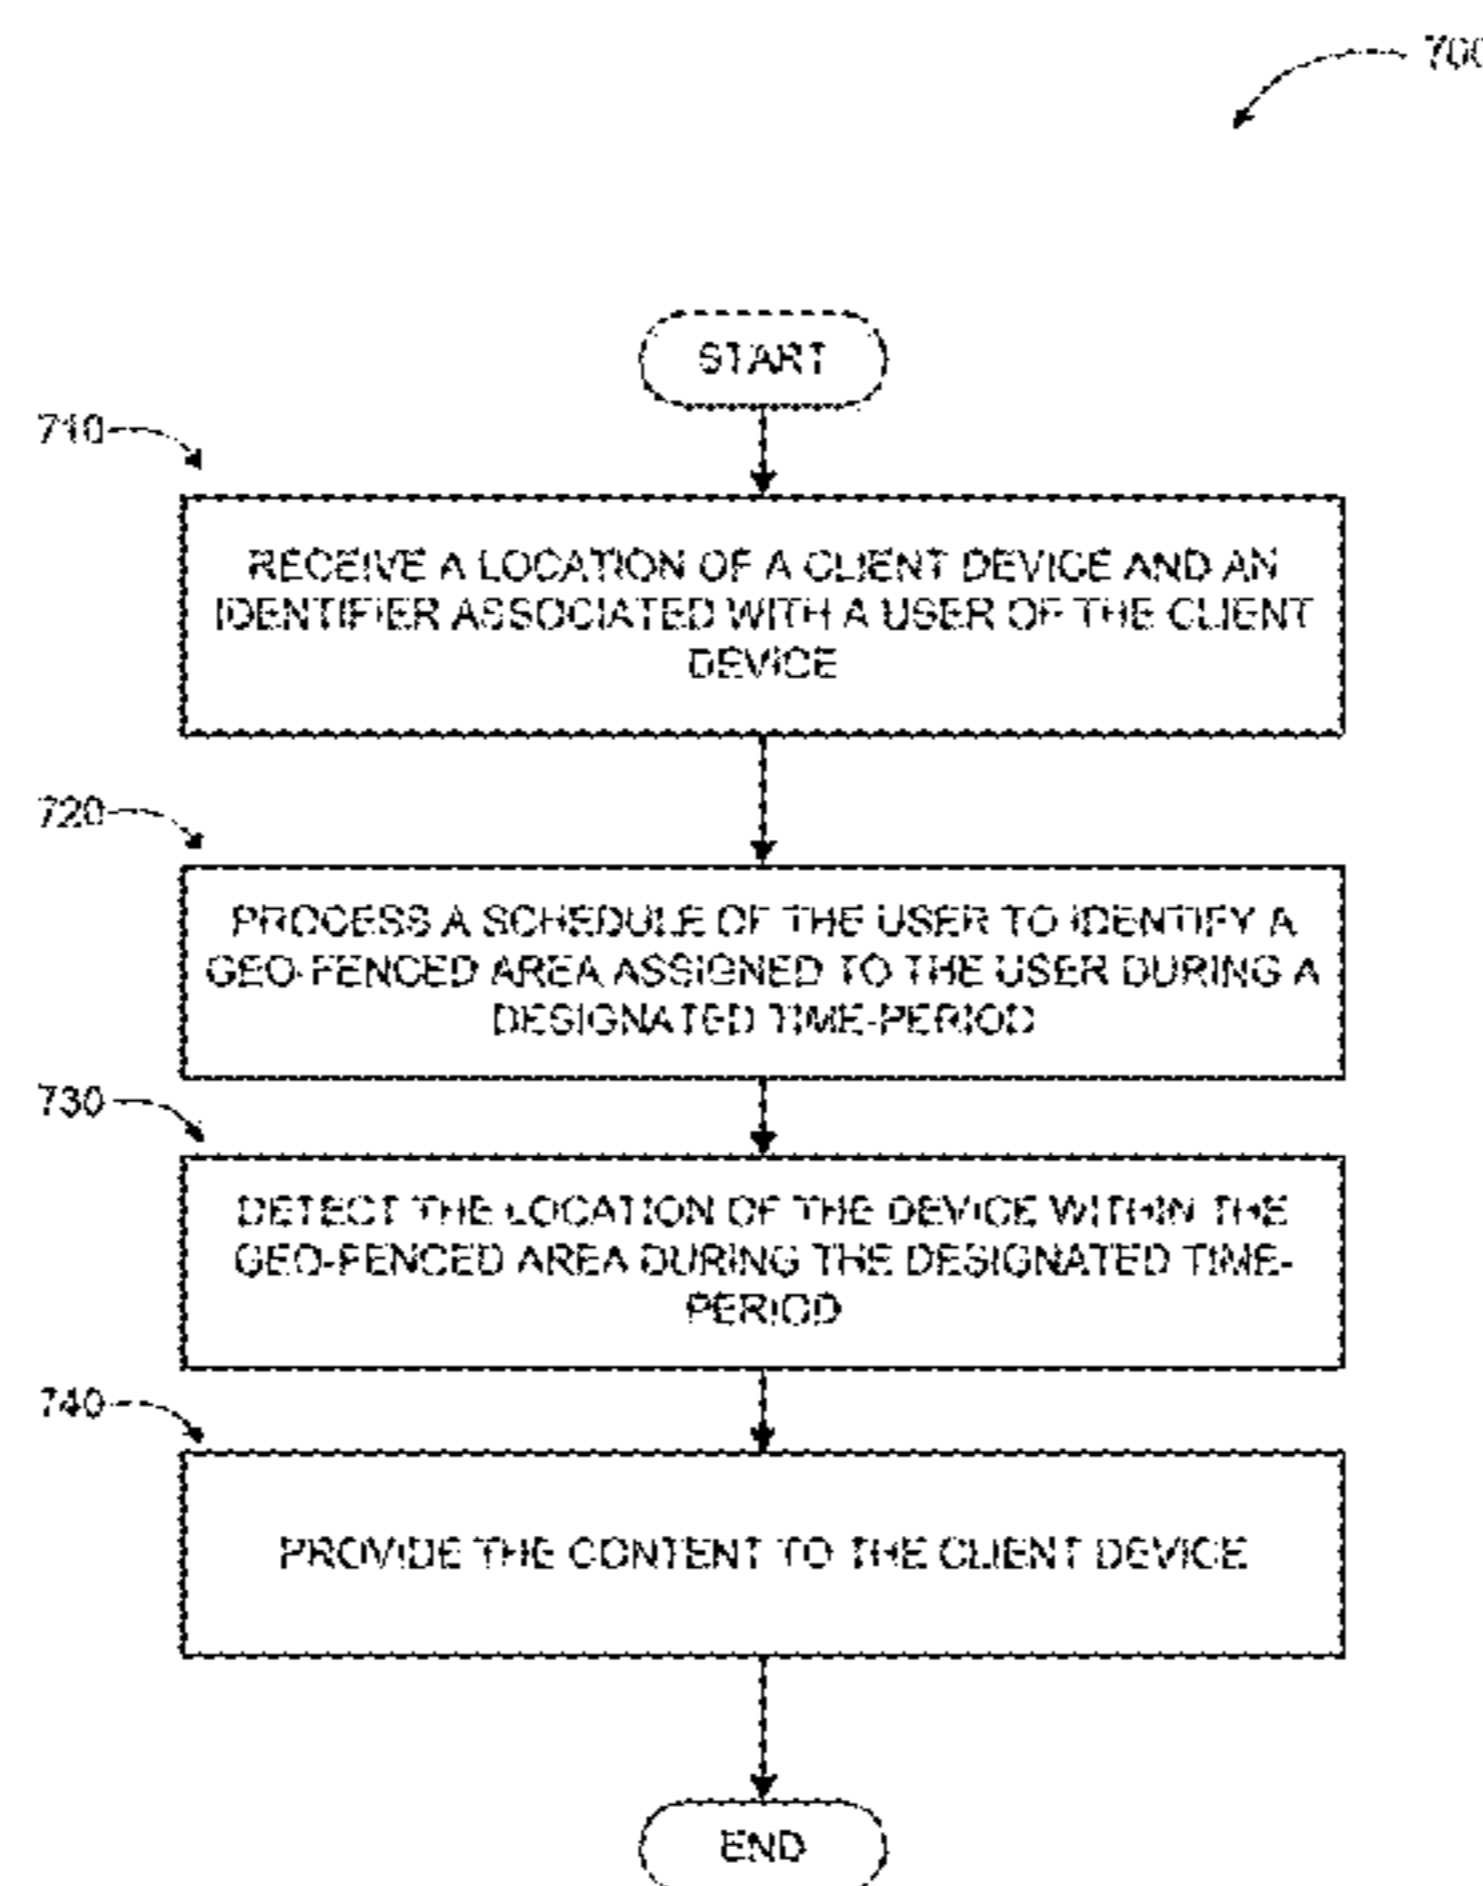 700
START
710
RECEIVE A LOCATION OF A CLIENT DEVICE AND AN
IDENTIFIER ASSOCIATED WITH A USER OF THE CLIENT
DEVICE
720
PROCESS A SCHEDULE OF THE USER TO IDENTIFY A
GEO-FENCED AREA ASSIGNED TO THE USER DURING A
DESIGNATED TIME-PERIOD
730
DETECT THE LOCATION OF THE DEVICE WITHIN THE
GEO-FENCED AREA DURING THE DESIGNATED TIME-
PERIOD
740
PROVIDE THE CONTENT TO THE CLIENT DEVICE
END